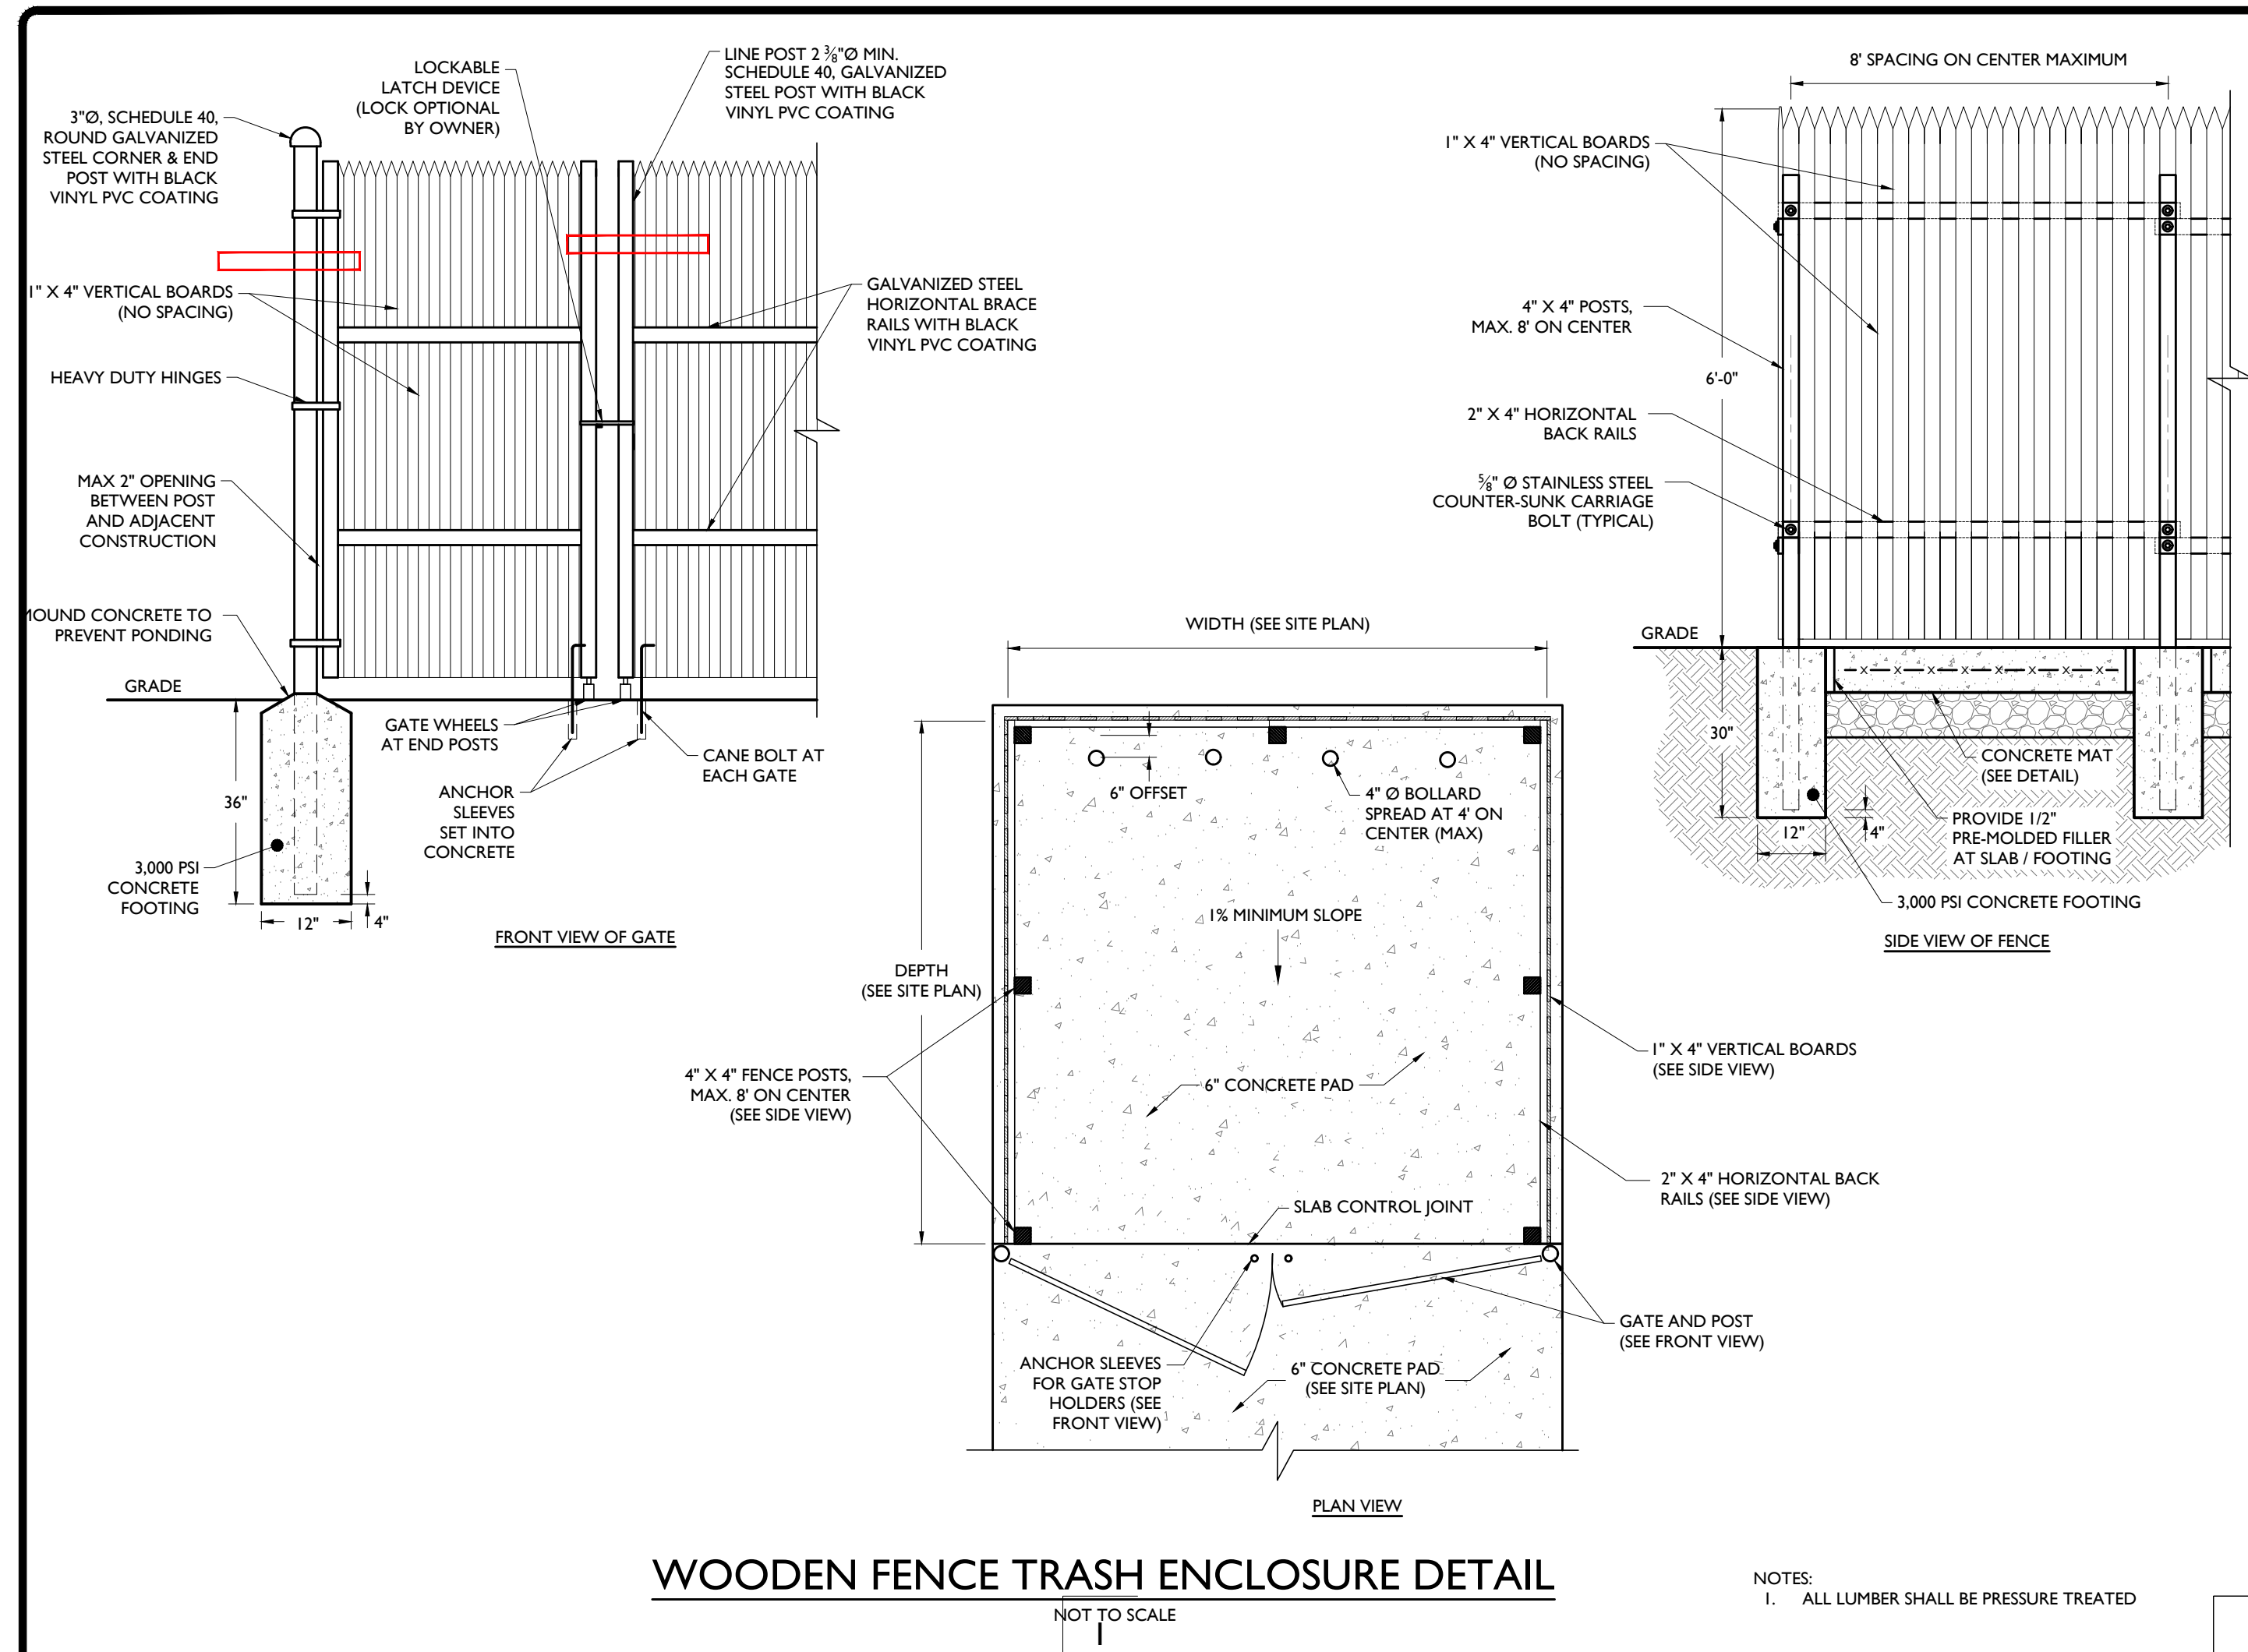 LOCKABLE
LATCH DEVICE
(LOCK OPTIONAL
BY OWNER)
LINE POST 2 ⅜"Ø MIN.
SCHEDULE 40, GALVANIZED
STEEL POST WITH BLACK
VINYL PVC COATING
3"Ø, SCHEDULE 40,
ROUND GALVANIZED
STEEL CORNER & END
POST WITH BLACK
VINYL PVC COATING
1" X 4" VERTICAL BOARDS
(NO SPACING)
GALVANIZED STEEL
HORIZONTAL BRACE
RAILS WITH BLACK
VINYL PVC COATING
HEAVY DUTY HINGES
MAX 2" OPENING
BETWEEN POST
AND ADJACENT
CONSTRUCTION
MOUND CONCRETE TO
PREVENT PONDING
GRADE
GATE WHEELS
AT END POSTS
CANE BOLT AT
EACH GATE
ANCHOR
SLEEVES
SET INTO
CONCRETE
36"
3,000 PSI
CONCRETE
FOOTING
12"
4"
FRONT VIEW OF GATE
8' SPACING ON CENTER MAXIMUM
1" X 4" VERTICAL BOARDS
(NO SPACING)
4" X 4" POSTS,
MAX. 8' ON CENTER
6'-0"
2" X 4" HORIZONTAL
BACK RAILS
⅝" Ø STAINLESS STEEL
COUNTER-SUNK CARRIAGE
BOLT (TYPICAL)
GRADE
X X X X X X X X
30"
CONCRETE MAT
(SEE DETAIL)
12"
4"
PROVIDE 1/2"
PRE-MOLDED FILLER
AT SLAB / FOOTING
3,000 PSI CONCRETE FOOTING
SIDE VIEW OF FENCE
WIDTH (SEE SITE PLAN)
6" OFFSET
4" Ø BOLLARD
SPREAD AT 4' ON
CENTER (MAX)
1% MINIMUM SLOPE
DEPTH
(SEE SITE PLAN)
4" X 4" FENCE POSTS,
MAX. 8' ON CENTER
(SEE SIDE VIEW)
6" CONCRETE PAD
1" X 4" VERTICAL BOARDS
(SEE SIDE VIEW)
2" X 4" HORIZONTAL BACK
RAILS (SEE SIDE VIEW)
SLAB CONTROL JOINT
GATE AND POST
(SEE FRONT VIEW)
ANCHOR SLEEVES
FOR GATE STOP
HOLDERS (SEE
FRONT VIEW)
6" CONCRETE PAD
(SEE SITE PLAN)
PLAN VIEW
WOODEN FENCE TRASH ENCLOSURE DETAIL
NOT TO SCALE
NOTES:
1. ALL LUMBER SHALL BE PRESSURE TREATED